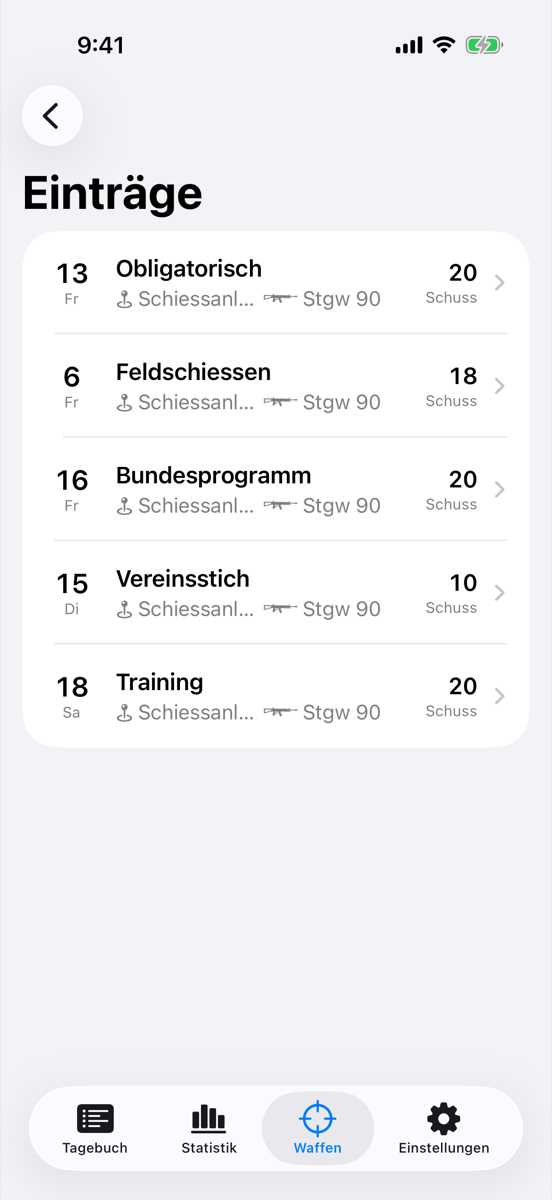 9:41
Einträge
13 Obligatorisch 20
Fr Schiessanl... Stgw 90 Schuss
6 Feldschiessen 18
Fr Schiessanl... Stgw 90 Schuss
16 Bundesprogramm 20
Fr Schiessanl... Stgw 90 Schuss
15 Vereinsstich 10
Di Schiessanl... Stgw 90 Schuss
18 Training 20
Sa Schiessanl... Stgw 90 Schuss
Tagebuch Statistik Waffen Einstellungen